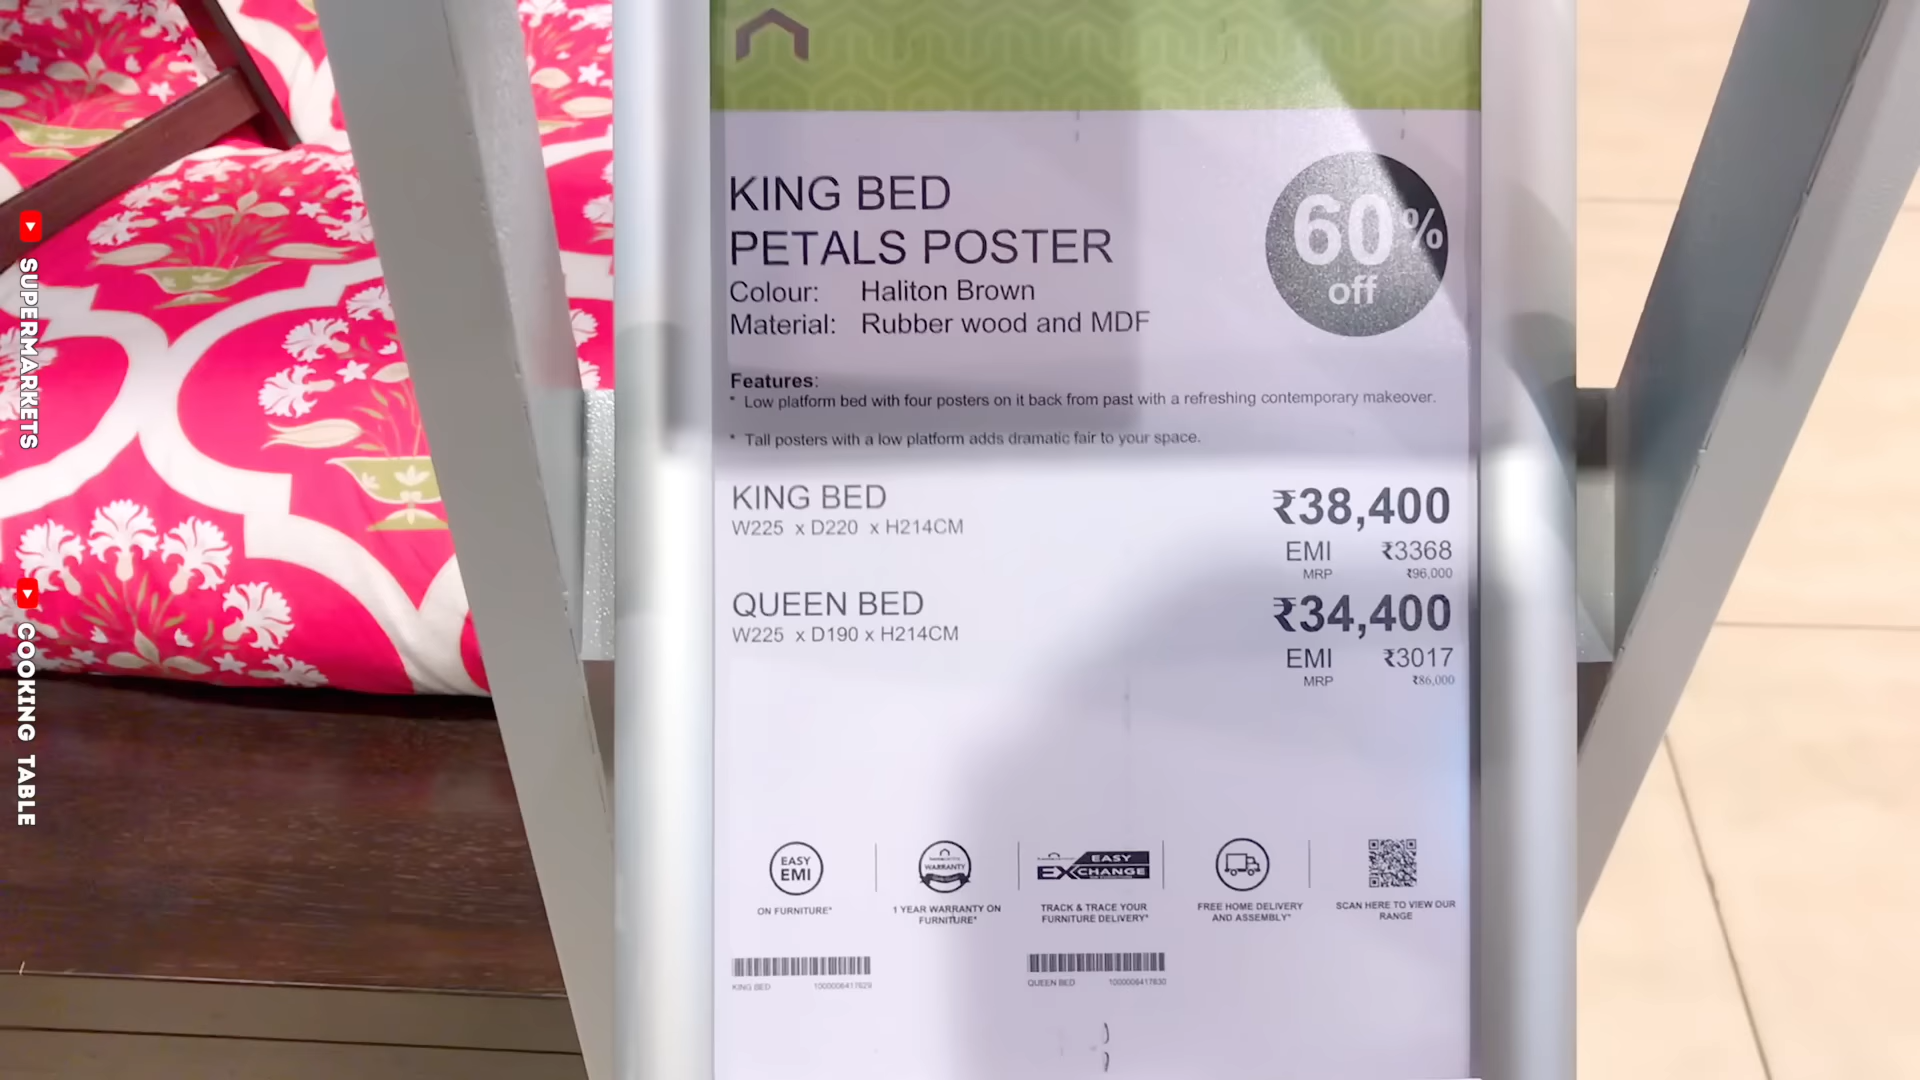 KING BED
PETALS POSTER
60%
off
Colour: Haliton Brown
Material: Rubber wood and MDF
Features:
* Low platform bed with four posters on it back from past with a refreshing contemporary makeover.
* Tall posters with a low platform adds dramatic fair to your space.
KING BED ₹38,400
W225 x D220 x H214CM
EMI ₹3368
MRP ₹96,000
QUEEN BED ₹34,400
W225 x D190 x H214CM
EMI ₹3017
MRP ₹86,000
EASY
EMI
ON FURNITURE*
WARRANTY
1 YEAR WARRANTY ON
FURNITURE*
EASY
EXCHANGE
TRACK & TRACE YOUR
FURNITURE DELIVERY*
FREE HOME DELIVERY
AND ASSEMBLY*
SCAN HERE TO VIEW OUR
RANGE
KING BED 1000006417829
QUEEN BED 1000006417830
SUPERMARKETS
COOKING TABLE